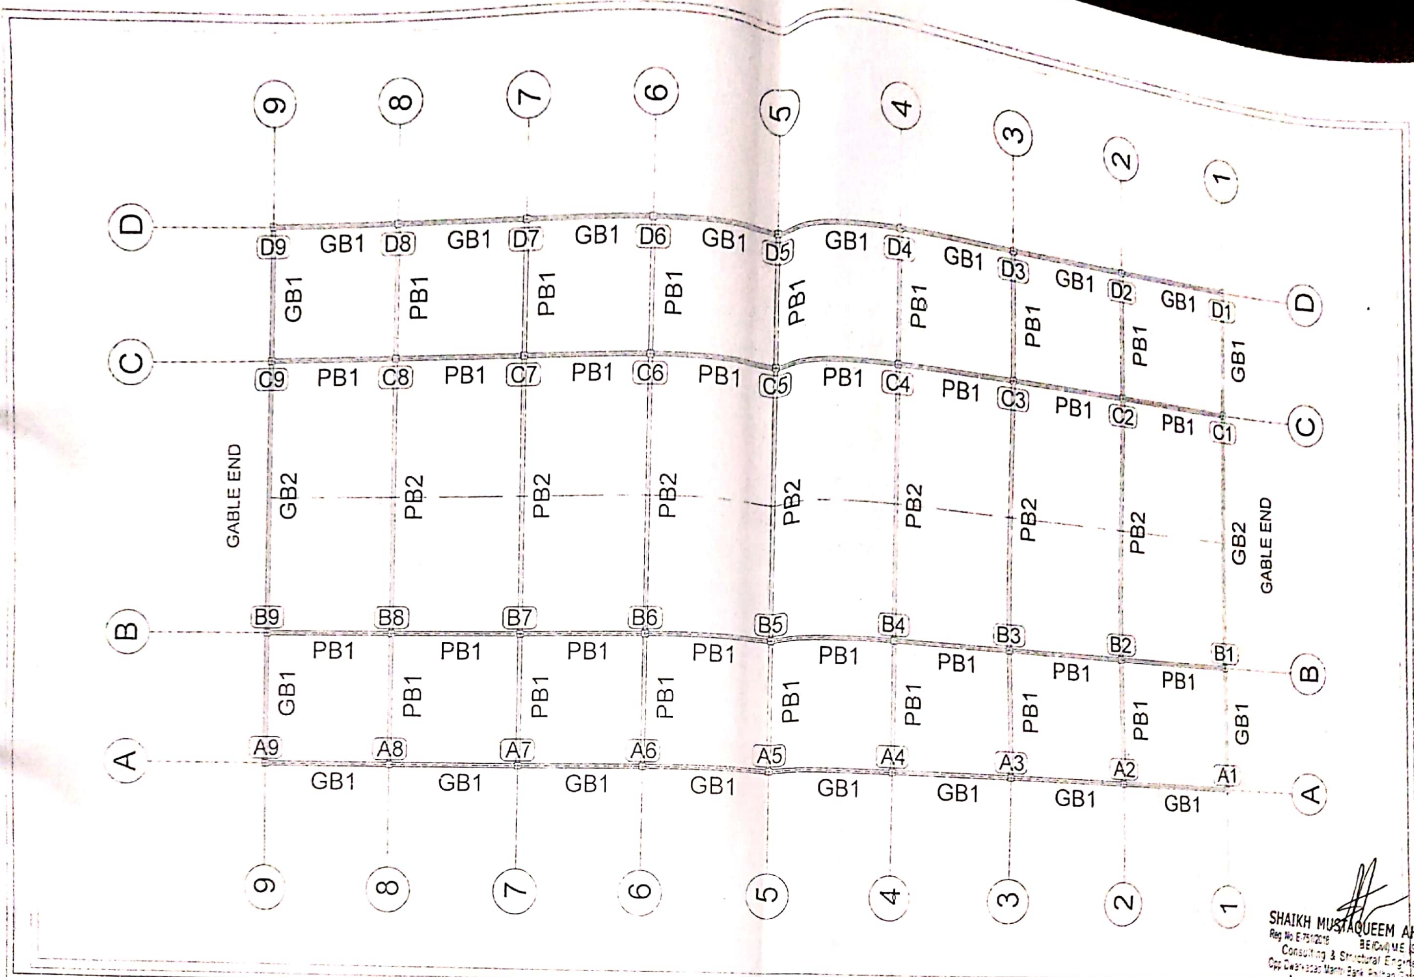 9 8 7 6 5 4 3 2 1
D
D9 D8 D7 D6 D5 D4 D3 D2 D1
GB1 GB1 GB1 GB1 GB1 GB1 GB1 GB1
D
GB1 PB1 PB1 PB1 PB1 PB1 PB1 PB1 GB1
C
C9 C8 C7 C6 C5 C4 C3 C2 C1
PB1 PB1 PB1 PB1 PB1 PB1 PB1 PB1
C
GABLE END
GB2 PB2 PB2 PB2 PB2 PB2 PB2 PB2 GB2
GABLE END
B
B9 B8 B7 B6 B5 B4 B3 B2 B1
PB1 PB1 PB1 PB1 PB1 PB1 PB1 PB1
B
GB1 PB1 PB1 PB1 PB1 PB1 PB1 PB1 GB1
A
A9 A8 A7 A6 A5 A4 A3 A2 A1
GB1 GB1 GB1 GB1 GB1 GB1 GB1 GB1
A
9 8 7 6 5 4 3 2 1
SHAIKH MUSTAQUEEM
Reg No
Consulting & Structural